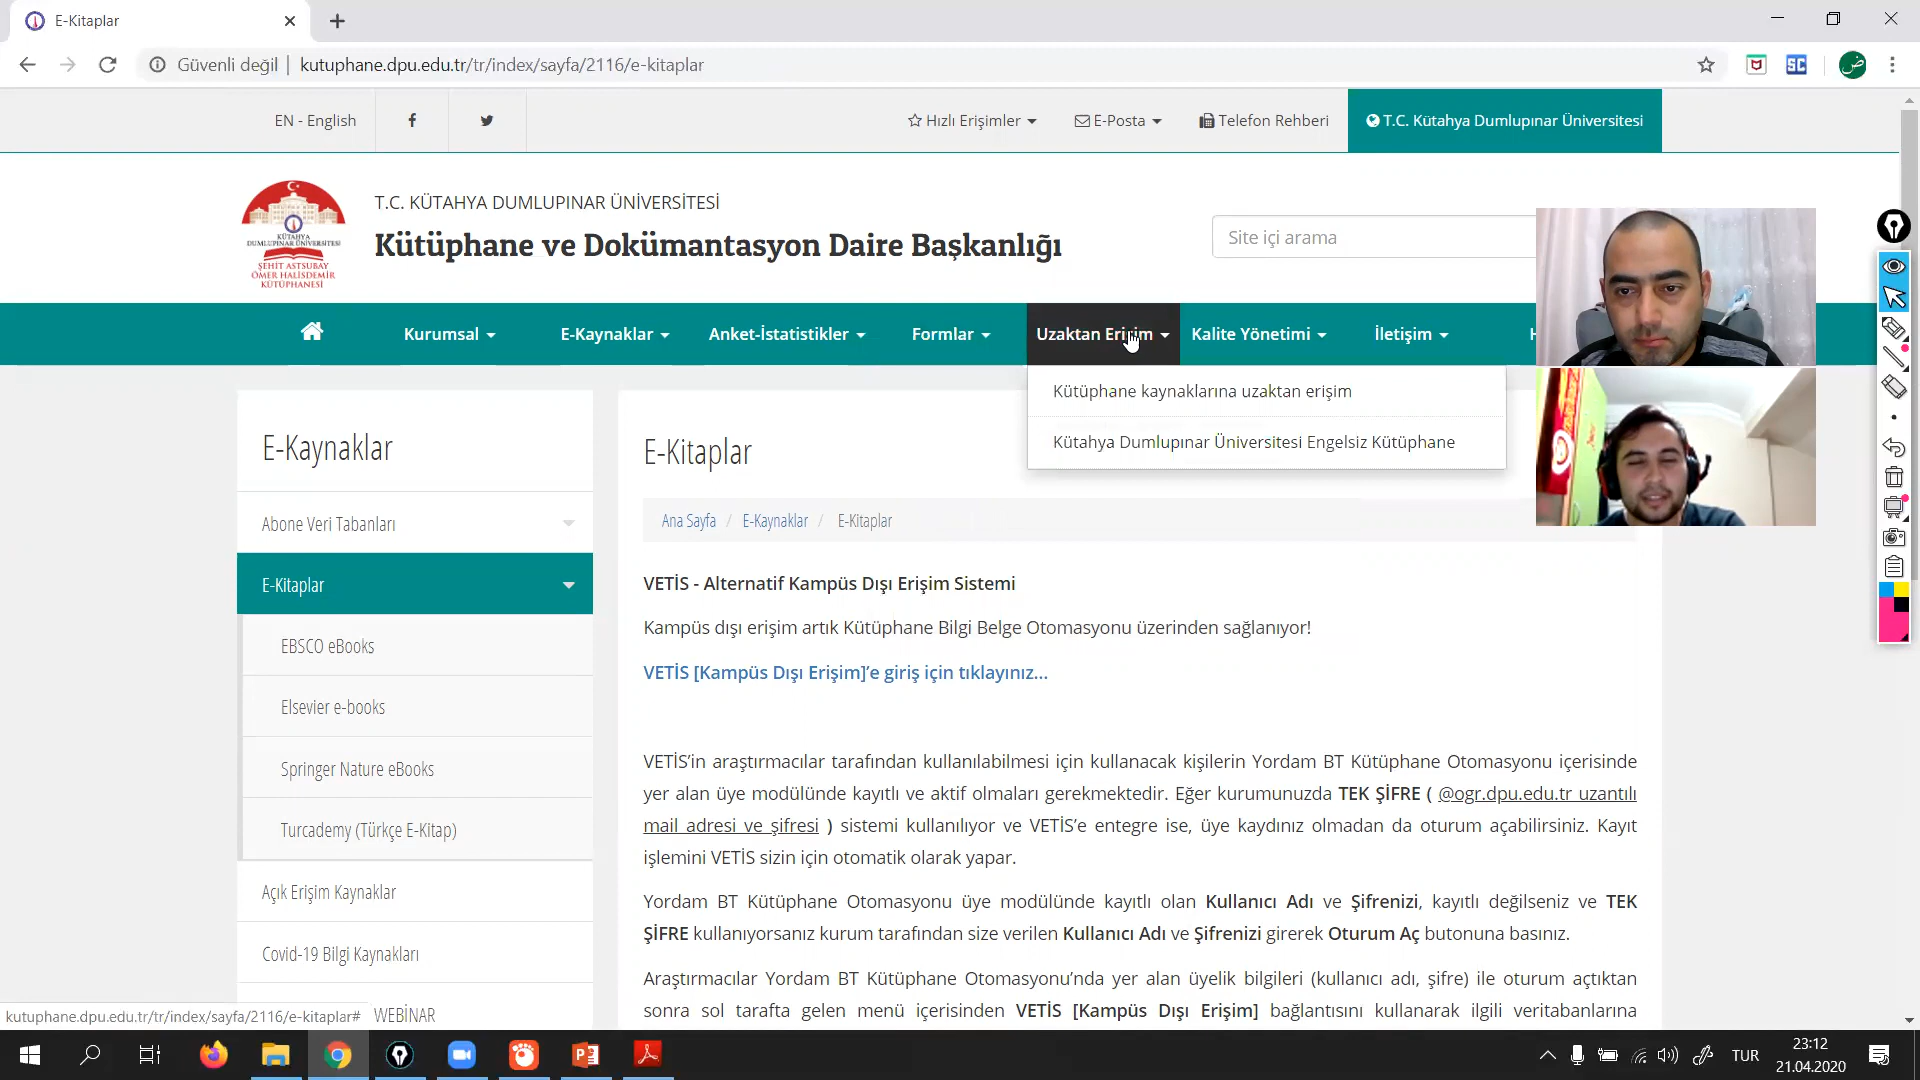 E-Kitaplar
Güvenli değil | kutuphane.dpu.edu.tr/tr/index/sayfa/2116/e-kitaplar
EN - English
Hızlı Erişimler
E-Posta
Telefon Rehberi
T.C. Kütahya Dumlupınar Üniversitesi
KÜTAHYA
DUMLUPINAR ÜNİVERSİTESİ
ŞEHİT ASTSUBAY
ÖMER HALİSDEMİR
KÜTÜPHANESİ
T.C. KÜTAHYA DUMLUPINAR ÜNİVERSİTESİ
Kütüphane ve Dokümantasyon Daire Başkanlığı
Site içi arama
Kurumsal
E-Kaynaklar
Anket-İstatistikler
Formlar
Uzaktan Erişim
Kalite Yönetimi
İletişim
Kütüphane kaynaklarına uzaktan erişim
Kütahya Dumlupınar Üniversitesi Engelsiz Kütüphane
E-Kaynaklar
Abone Veri Tabanları
E-Kitaplar
EBSCO eBooks
Elsevier e-books
Springer Nature eBooks
Turcademy (Türkçe E-Kitap)
Açık Erişim Kaynaklar
Covid-19 Bilgi Kaynakları
WEBİNAR
E-Kitaplar
Ana Sayfa / E-Kaynaklar / E-Kitaplar
VETİS - Alternatif Kampüs Dışı Erişim Sistemi
Kampüs dışı erişim artık Kütüphane Bilgi Belge Otomasyonu üzerinden sağlanıyor!
VETİS [Kampüs Dışı Erişim]’e giriş için tıklayınız...
VETİS’in araştırmacılar tarafından kullanılabilmesi için kullanacak kişilerin Yordam BT Kütüphane Otomasyonu içerisinde
yer alan üye modülünde kayıtlı ve aktif olmaları gerekmektedir. Eğer kurumunuzda TEK ŞİFRE ( @ogr.dpu.edu.tr uzantılı
mail adresi ve şifresi ) sistemi kullanılıyor ve VETİS’e entegre ise, üye kaydınız olmadan da oturum açabilirsiniz. Kayıt
işlemini VETİS sizin için otomatik olarak yapar.
Yordam BT Kütüphane Otomasyonu üye modülünde kayıtlı olan Kullanıcı Adı ve Şifrenizi, kayıtlı değilseniz ve TEK
ŞİFRE kullanıyorsanız kurum tarafından size verilen Kullanıcı Adı ve Şifrenizi girerek Oturum Aç butonuna basınız.
Araştırmacılar Yordam BT Kütüphane Otomasyonu’nda yer alan üyelik bilgileri (kullanıcı adı, şifre) ile oturum açtıktan
sonra sol tarafta gelen menü içerisinden VETİS [Kampüs Dışı Erişim] bağlantısını kullanarak ilgili veritabanlarına
kutuphane.dpu.edu.tr/tr/index/sayfa/2116/e-kitaplar#
TUR
23:12
21.04.2020